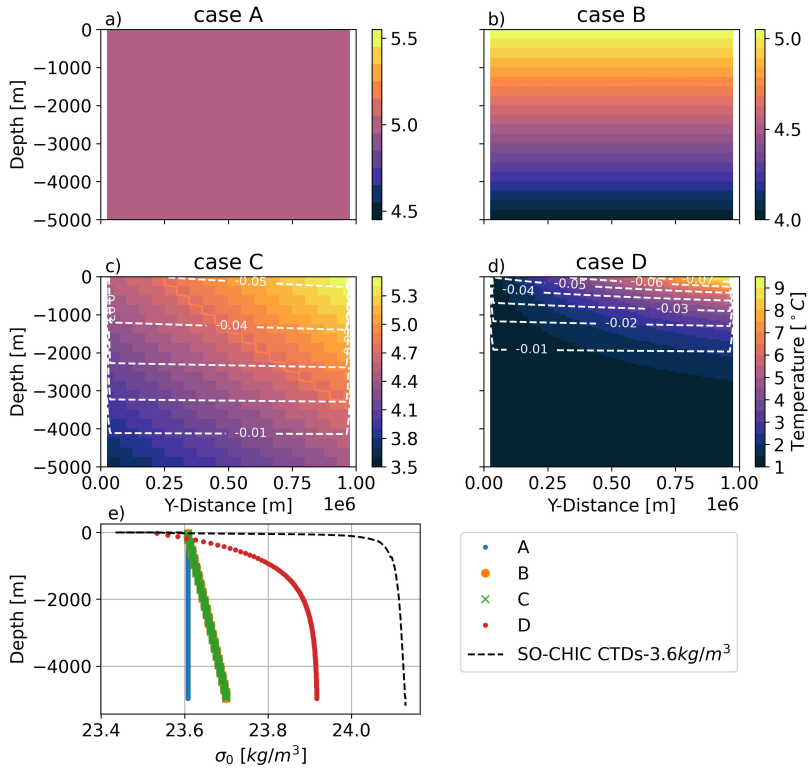 a) case A
b) case B
0
−1000
−2000
−3000
−4000
−5000
Depth [m]
5.5
5.0
4.5
5.0
4.5
4.0
c) case C
d) case D
0
−1000
−2000
−3000
−4000
−5000
Depth [m]
-0.05
-0.04
-0.01
5.3
5.0
4.7
4.4
4.1
3.8
3.5
-0.07
-0.06
-0.05
-0.04
-0.03
-0.02
-0.01
9
8
7
6
5
4
3
2
1
Temperature [°C]
0.00 0.25 0.50 0.75 1.00
Y-Distance [m] 1e6
0.00 0.25 0.50 0.75 1.00
Y-Distance [m] 1e6
e)
0
−2000
−4000
Depth [m]
23.4 23.6 23.8 24.0
σ0 [kg/m³]
A
B
C
D
SO-CHIC CTDs-3.6kg/m³